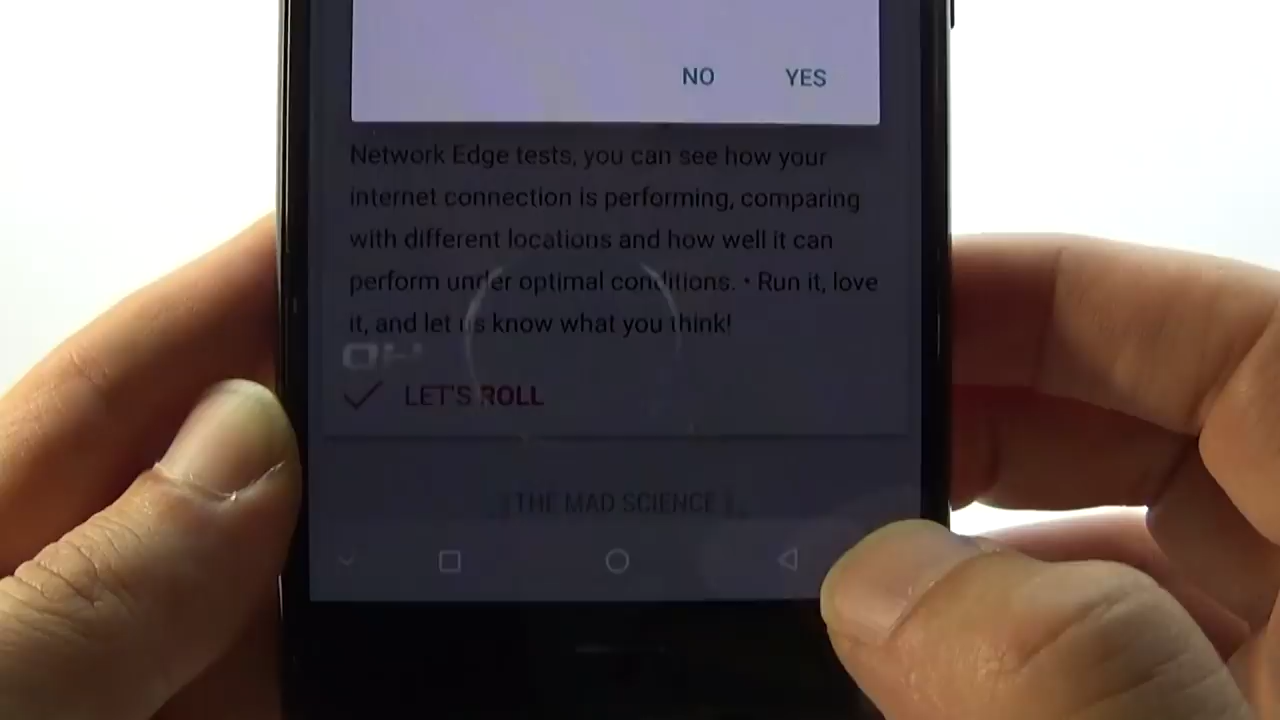 NO YES
Network Edge tests, you can see how your
internet connection is performing, comparing
with different locations and how well it can
perform under optimal conditions. • Run it, love
it, and let us know what you think!
LET'S ROLL
THE MAD SCIENCE